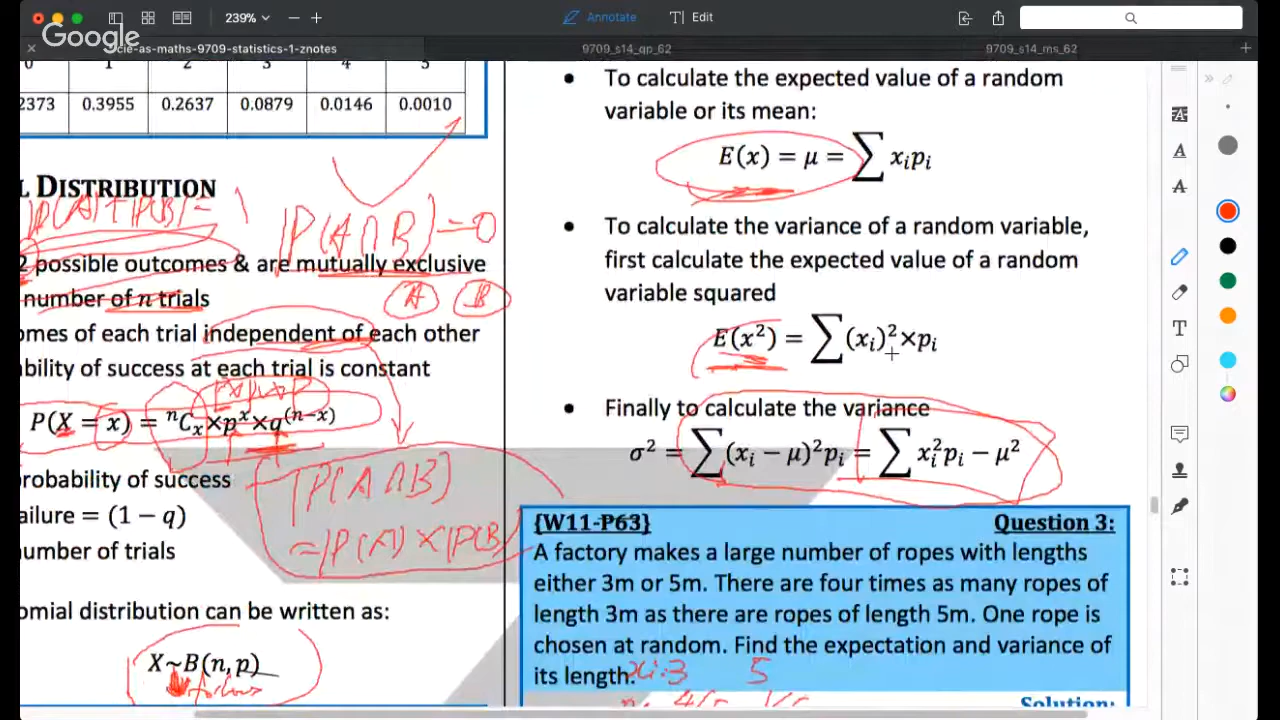 239%
Annotate
Edit
Google
cie-as-maths-9709-statistics-1-znotes
9709_s14_qp_62
9709_s14_ms_62
0 1 2 3 4 5
2373 0.3955 0.2637 0.0879 0.0146 0.0010
L DISTRIBUTION
P(A)+P(B)=1
P(A∩B)=0
2 possible outcomes & are mutually exclusive
number of n trials
A B
omes of each trial independent of each other
ability of success at each trial is constant
P(X = x) = ⁿCₓ×pˣ×q⁽ⁿ⁻ˣ⁾
probability of success
P(A∩B)
=P(A)×P(B)
ailure = (1 − q)
number of trials
omial distribution can be written as:
X~B(n,p)
follows
• To calculate the expected value of a random
variable or its mean:
E(x) = μ = ∑ xᵢpᵢ
• To calculate the variance of a random variable,
first calculate the expected value of a random
variable squared
E(x²) = ∑(xᵢ)²×pᵢ
• Finally to calculate the variance
σ² = ∑(xᵢ − μ)²pᵢ = ∑ xᵢ²pᵢ − μ²
{W11-P63} Question 3:
A factory makes a large number of ropes with lengths
either 3m or 5m. There are four times as many ropes of
length 3m as there are ropes of length 5m. One rope is
chosen at random. Find the expectation and variance of
its length.
xi:3 5
Solution: